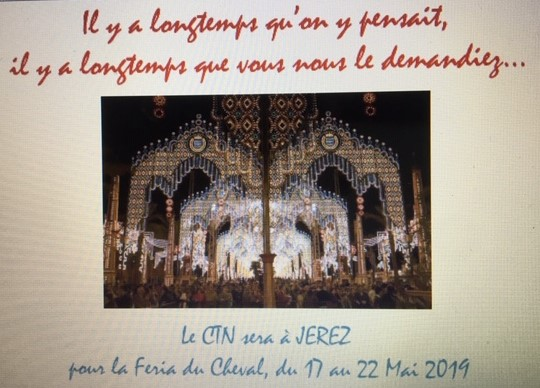 Il y a longtemps qu'on y pensait,
il y a longtemps que vous nous le demandiez...
Le CTN sera à JEREZ
pour la Feria du Cheval, du 17 au 22 Mai 2019